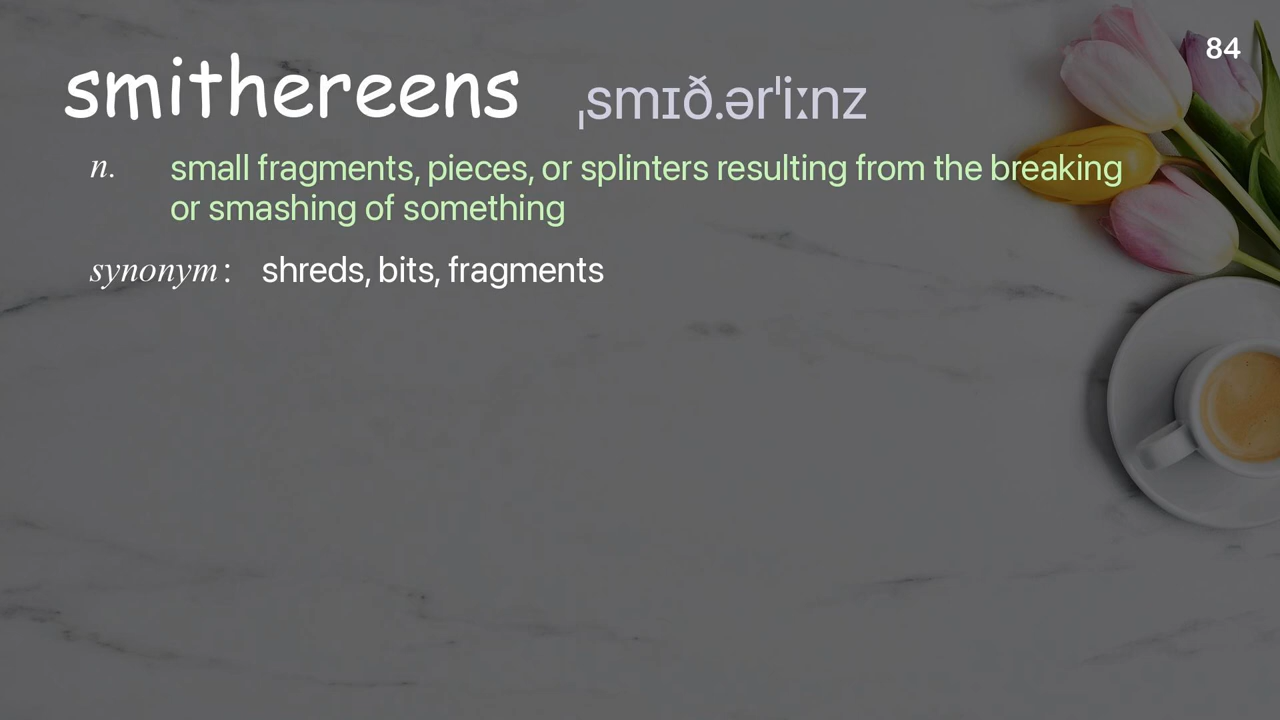 84
smithereens ˌsmɪð.ərˈiːnz
n. small fragments, pieces, or splinters resulting from the breaking
or smashing of something
synonym: shreds, bits, fragments